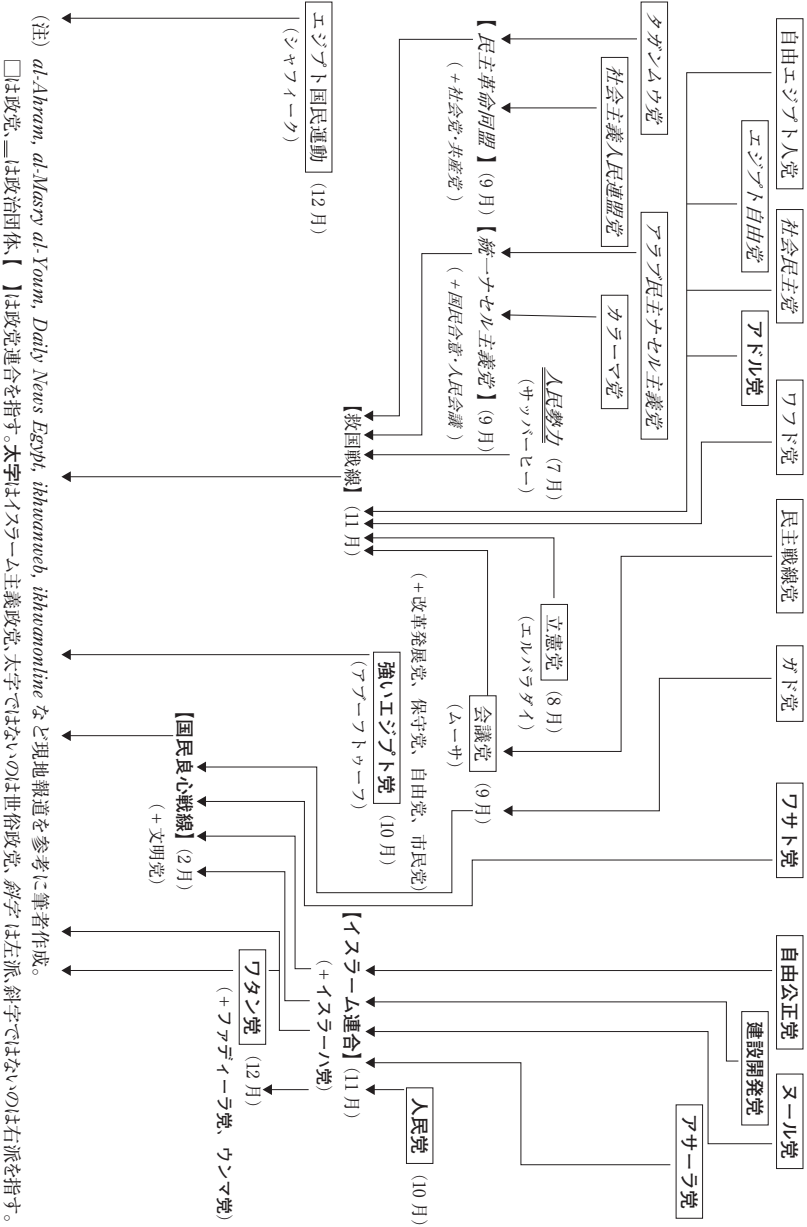 自由エジプト人党
社会民主党
ワフド党
民主戦線党
ガド党
ワサト党
自由公正党
ヌール党
エジプト自由党
アドル党
建設開発党
タガンムウ党
社会主義人民連盟党
アラブ民主ナセル主義党
カラーマ党
アサーラ党
人民勢力（7月）
（サッバーヒー）
立憲党（8月）
（エルバラダイ）
【民主革命同盟】（9月）
（＋社会党・共産党）
【統一ナセル主義党】（9月）
（＋国民合意・人民会議）
会議党（9月）
（ムーサ）
（＋改革発展党、保守党、自由党、市民党）
人民党（10月）
強いエジプト党（10月）
（アブーフトゥーフ）
【救国戦線】（11月）
【イスラーム連合】（11月）
（＋イスラーハ党）
エジプト国民運動（12月）
（シャフィーク）
ワタン党（12月）
（＋ファディーラ党、ウンマ党）
【国民良心戦線】（2月）
（＋文明党）
（注）al-Ahram, al-Masry al-Youm, Daily News Egypt, ikhwanweb, ikhwanonline など現地報道を参考に筆者作成。
□は政党、＿は政治団体、【　】は政党連合を指す。太字はイスラーム主義政党、太字ではないのは世俗政党、斜字は左派、斜字ではないのは右派を指す。